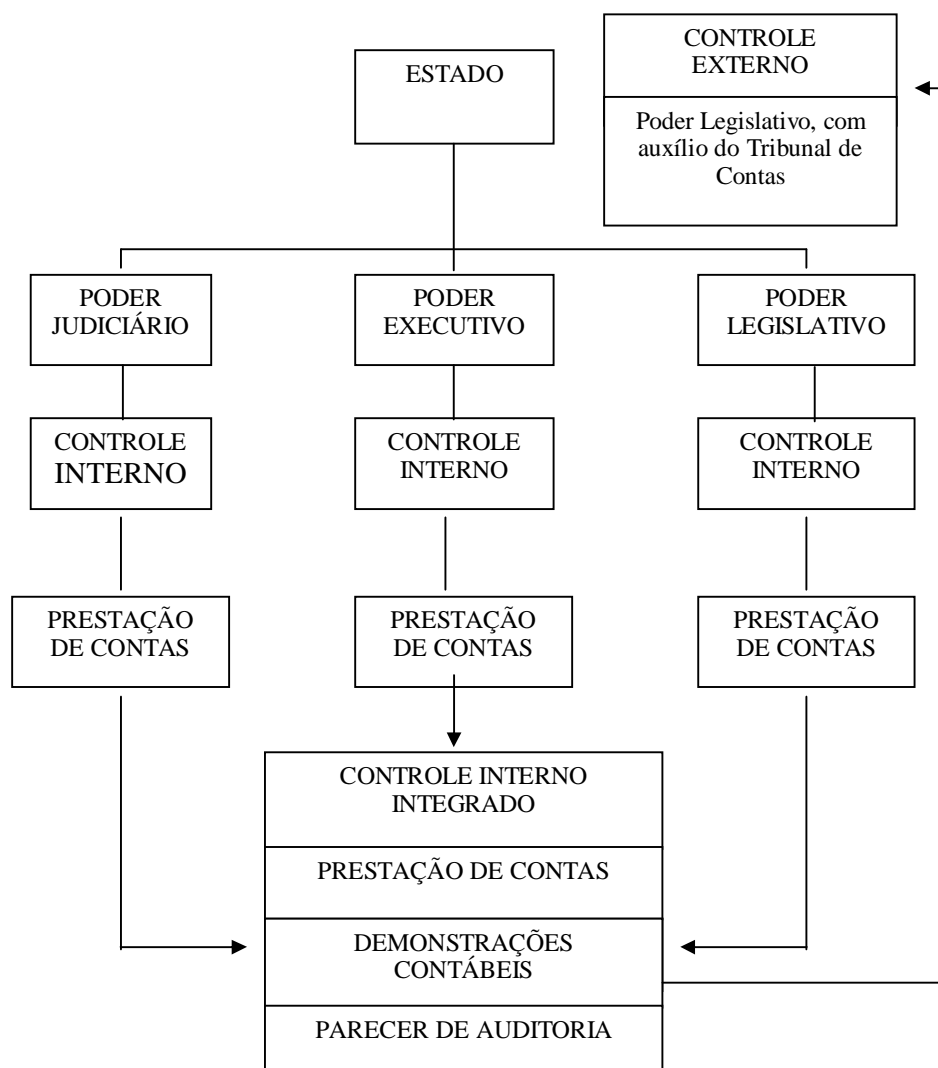 CONTROLE
EXTERNO
ESTADO
Poder Legislativo, com
auxílio do Tribunal de
Contas
PODER
JUDICIÁRIO
PODER
EXECUTIVO
PODER
LEGISLATIVO
CONTROLE
INTERNO
CONTROLE
INTERNO
CONTROLE
INTERNO
PRESTAÇÃO
DE CONTAS
PRESTAÇÃO
DE CONTAS
PRESTAÇÃO
DE CONTAS
CONTROLE INTERNO
INTEGRADO
PRESTAÇÃO DE CONTAS
DEMONSTRAÇÕES
CONTÁBEIS
PARECER DE AUDITORIA